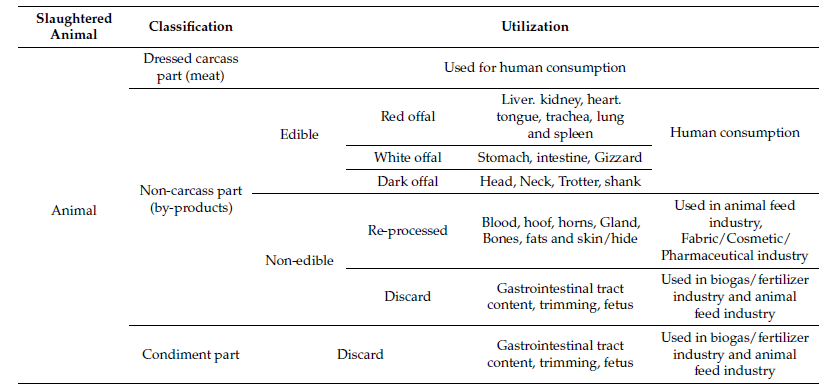 Slaughtered
Animal
Classification
Utilization
Dressed carcass
part (meat)
Used for human consumption
Animal
Non-carcass part
(by-products)
Edible
Red offal
Liver. kidney, heart.
tongue, trachea, lung
and spleen
Human consumption
White offal
Stomach, intestine, Gizzard
Dark offal
Head, Neck, Trotter, shank
Non-edible
Re-processed
Blood, hoof, horns, Gland,
Bones, fats and skin/hide
Used in animal feed
industry,
Fabric/Cosmetic/
Pharmaceutical industry
Discard
Gastrointestinal tract
content, trimming, fetus
Used in biogas/fertilizer
industry and animal
feed industry
Condiment part
Discard
Gastrointestinal tract
content, trimming, fetus
Used in biogas/fertilizer
industry and animal
feed industry